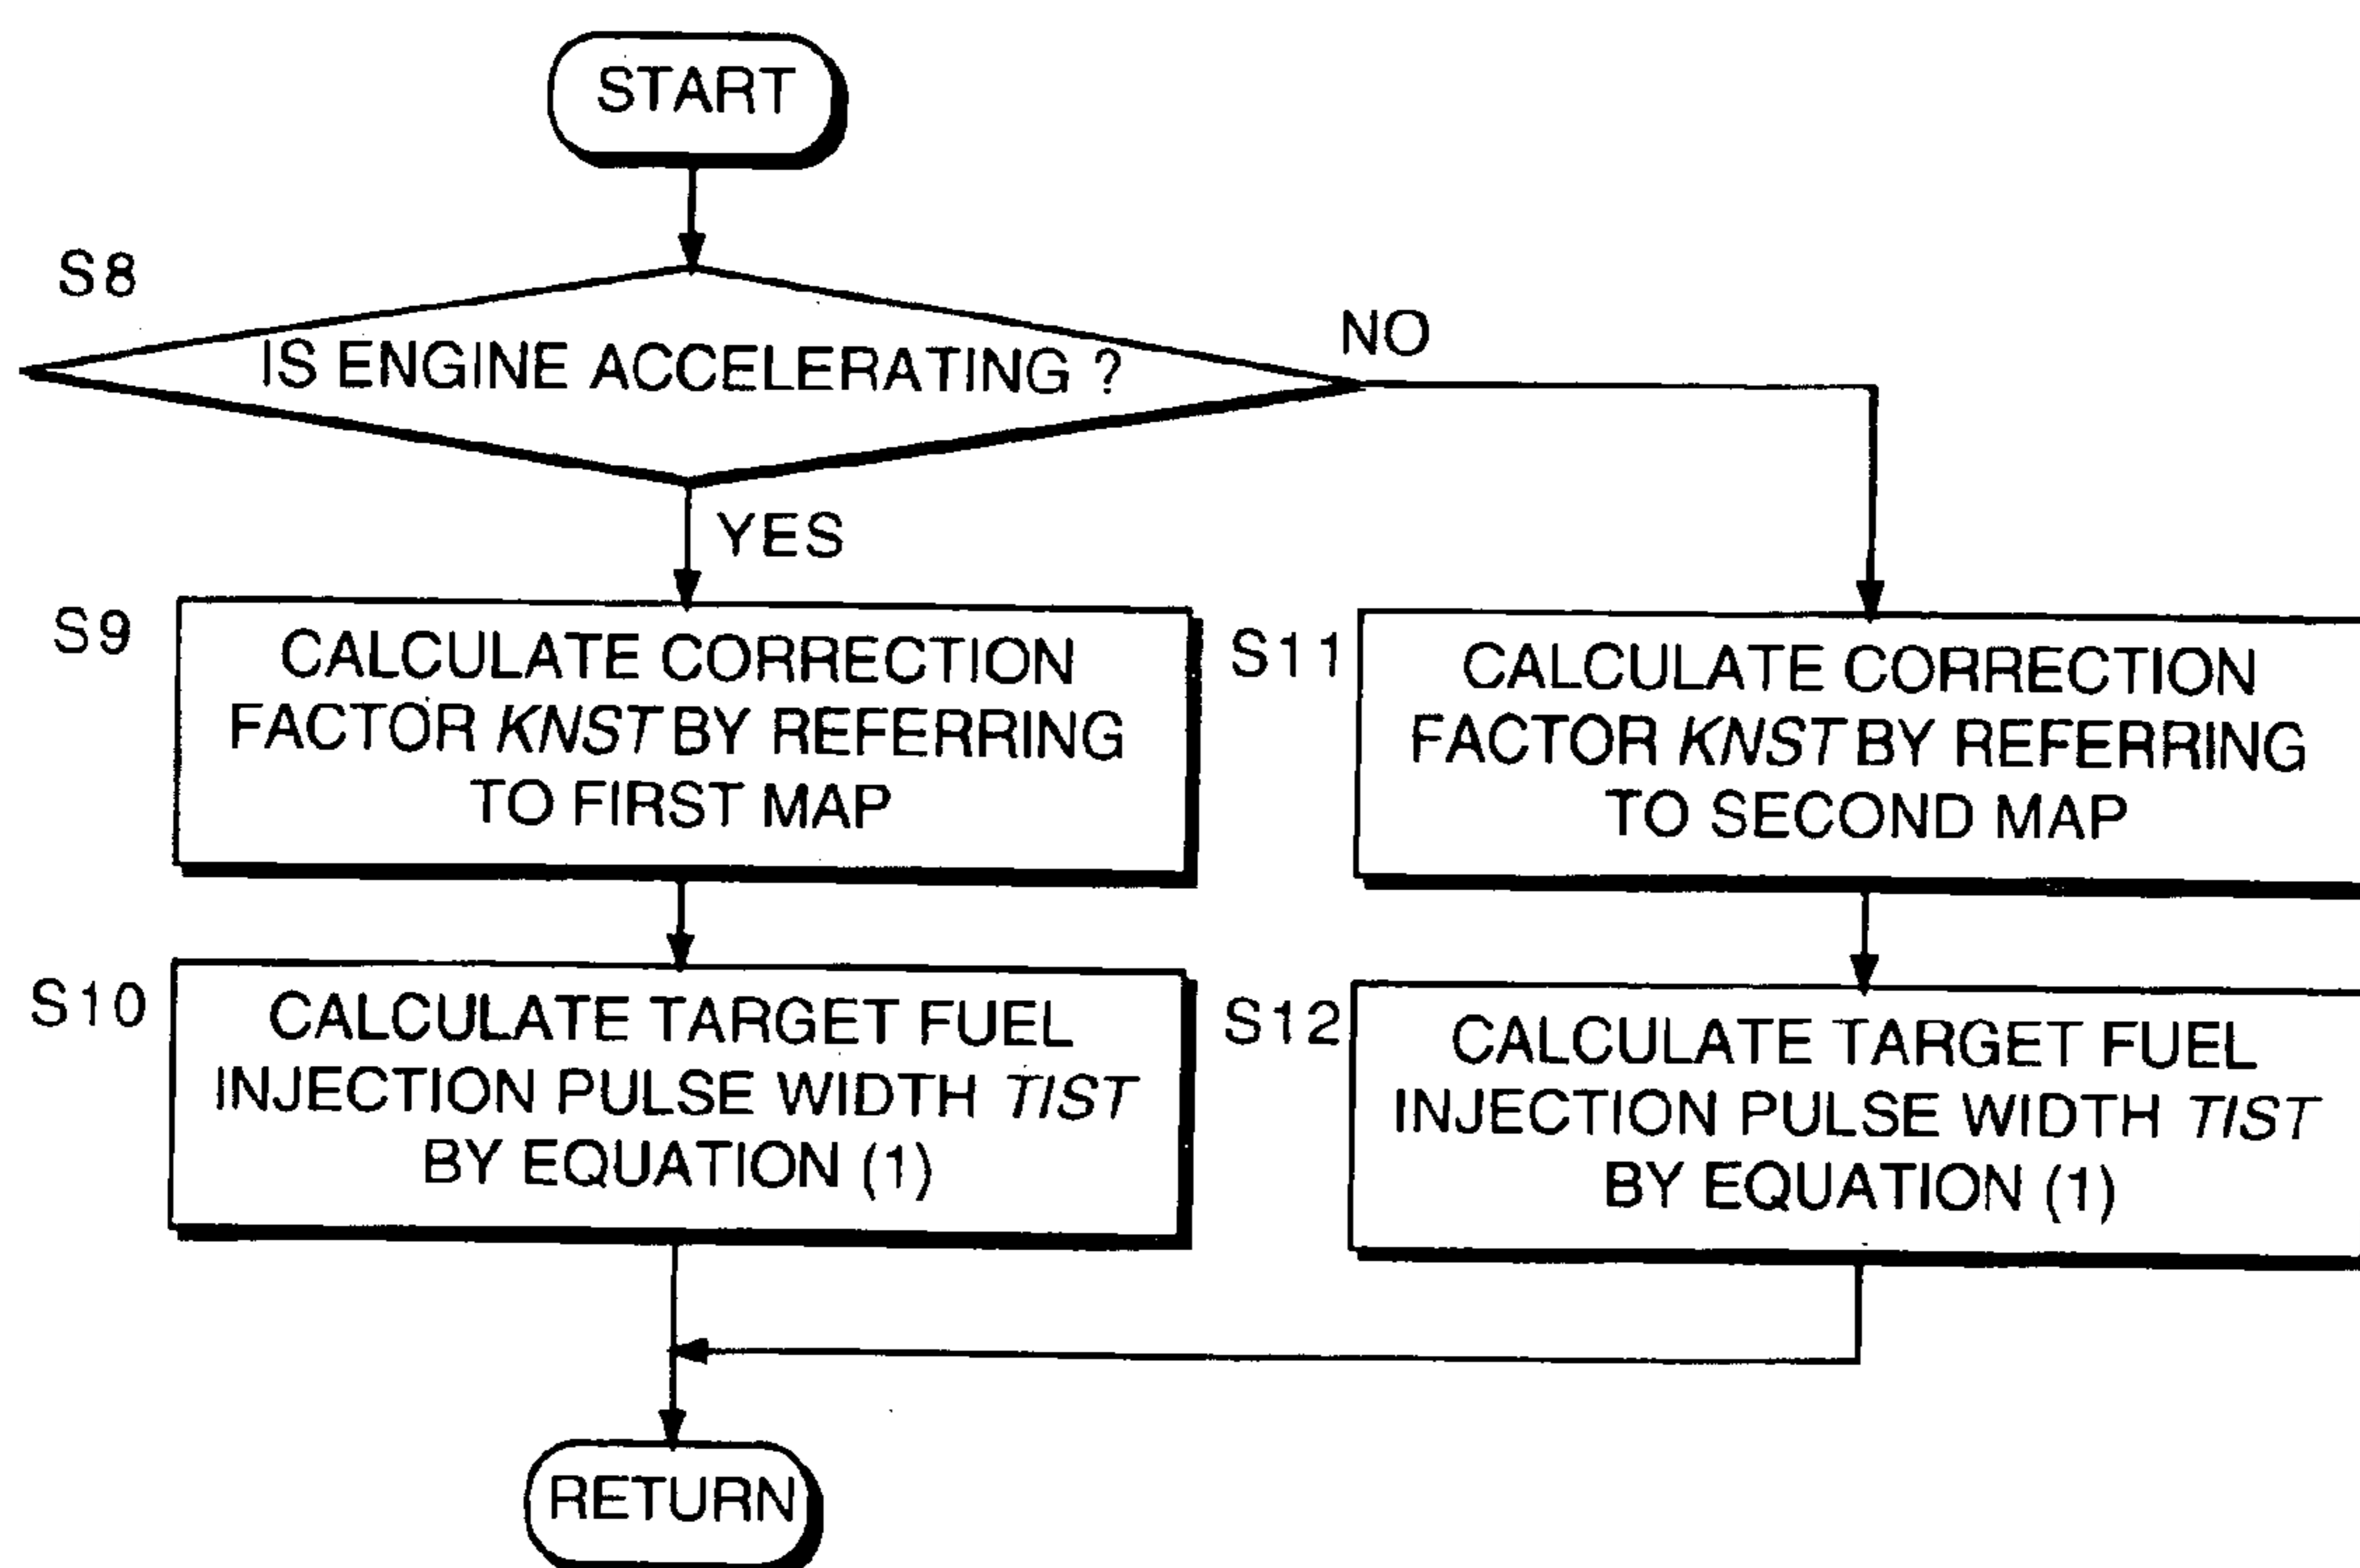 START
S8
IS ENGINE ACCELERATING ?
NO
YES
S9
CALCULATE CORRECTION
FACTOR KNST BY REFERRING
TO FIRST MAP
S11
CALCULATE CORRECTION
FACTOR KNST BY REFERRING
TO SECOND MAP
S10
CALCULATE TARGET FUEL
INJECTION PULSE WIDTH TIST
BY EQUATION (1)
S12
CALCULATE TARGET FUEL
INJECTION PULSE WIDTH TIST
BY EQUATION (1)
RETURN